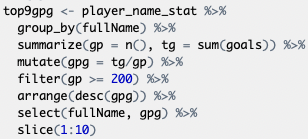 top9gpg <- player_name_stat %>%
  group_by(fullName) %>%
  summarize(gp = n(), tg = sum(goals)) %>%
  mutate(gpg = tg/gp) %>%
  filter(gp >= 200) %>%
  arrange(desc(gpg)) %>%
  select(fullName, gpg) %>%
  slice(1:10)